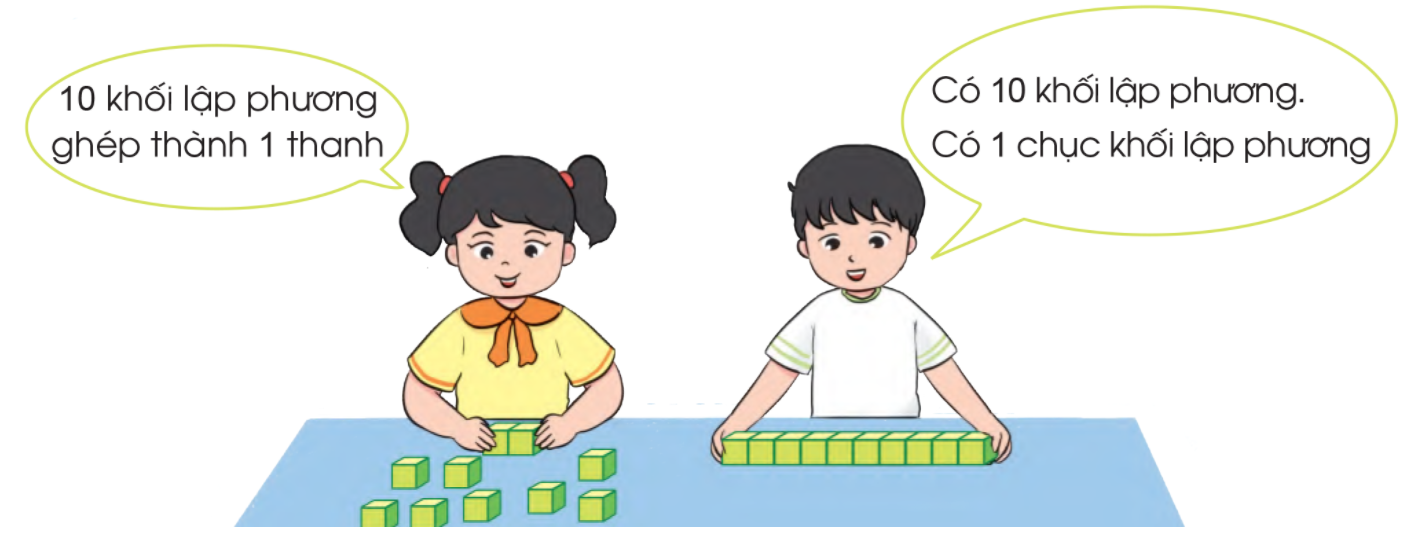 10 khối lập phương
ghép thành 1 thanh
Có 10 khối lập phương.
Có 1 chục khối lập phương